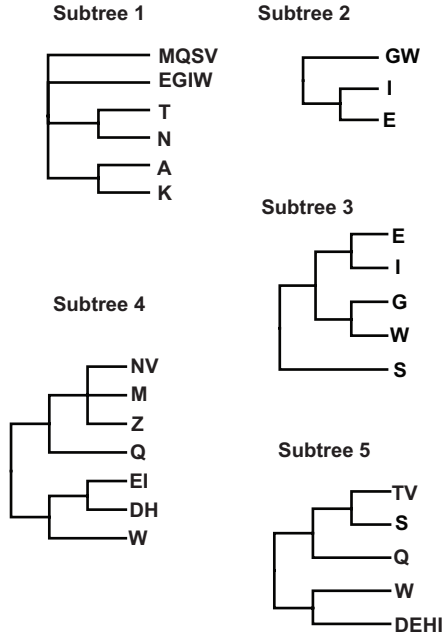 Subtree 1
MQSV
EGIW
T
N
A
K
Subtree 2
GW
I
E
Subtree 3
E
I
G
W
S
Subtree 4
NV
M
Z
Q
EI
DH
W
Subtree 5
TV
S
Q
W
DEHI